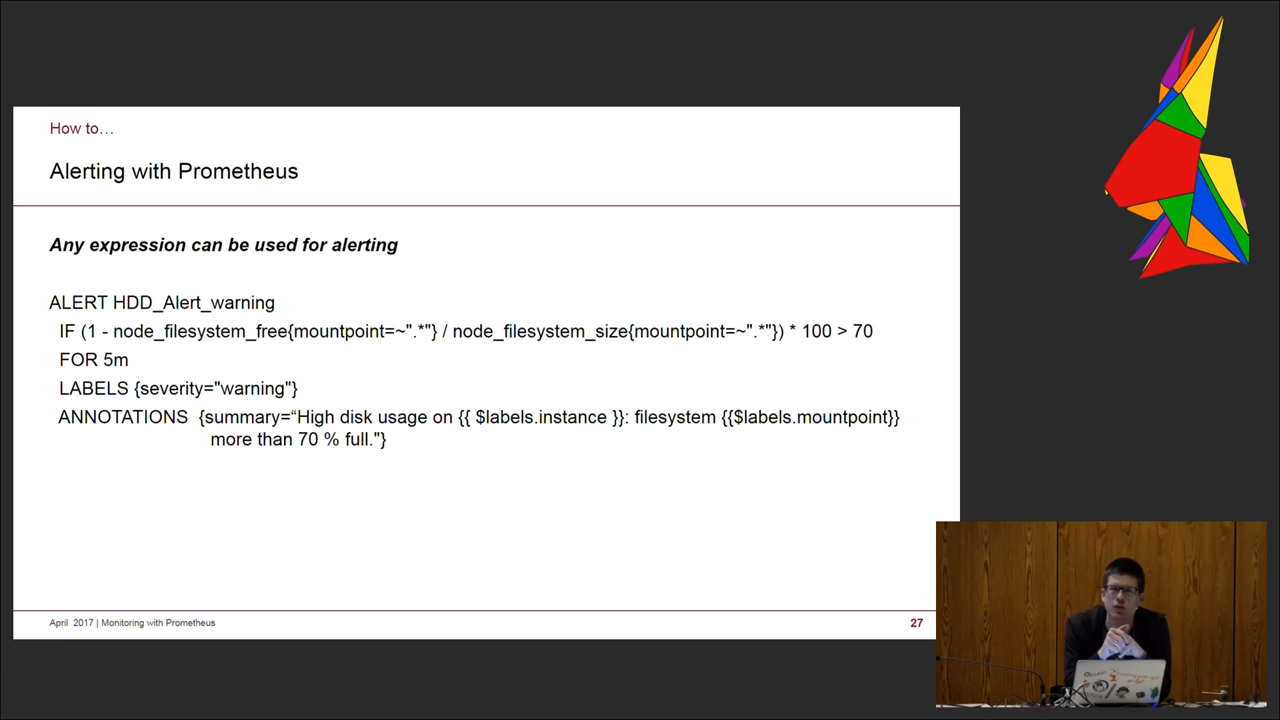 How to…
Alerting with Prometheus
Any expression can be used for alerting
ALERT HDD_Alert_warning
IF (1 - node_filesystem_free{mountpoint=~".*"} / node_filesystem_size{mountpoint=~".*"}) * 100 > 70
FOR 5m
LABELS {severity="warning"}
ANNOTATIONS {summary=“High disk usage on {{ $labels.instance }}: filesystem {{$labels.mountpoint}}
more than 70 % full."}
April 2017 | Monitoring with Prometheus
27